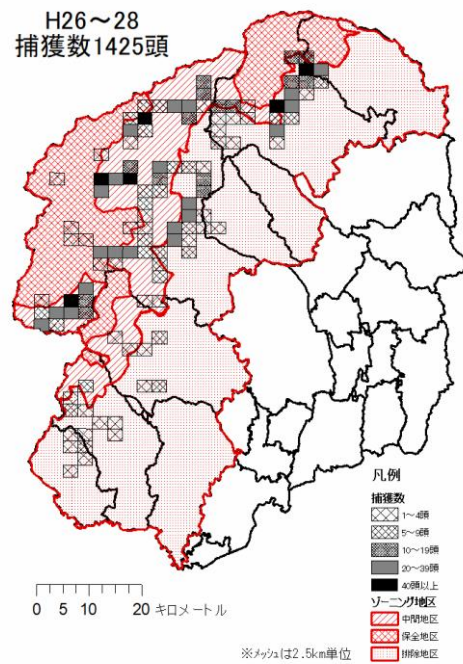 H26～28
捕獲数1425頭
凡例
捕獲数
1～4頭
5～9頭
10～19頭
20～39頭
40頭以上
ゾーニング地区
中間地区
保全地区
排除地区
0 5 10 20 キロメートル
※メッシュは2.5km単位